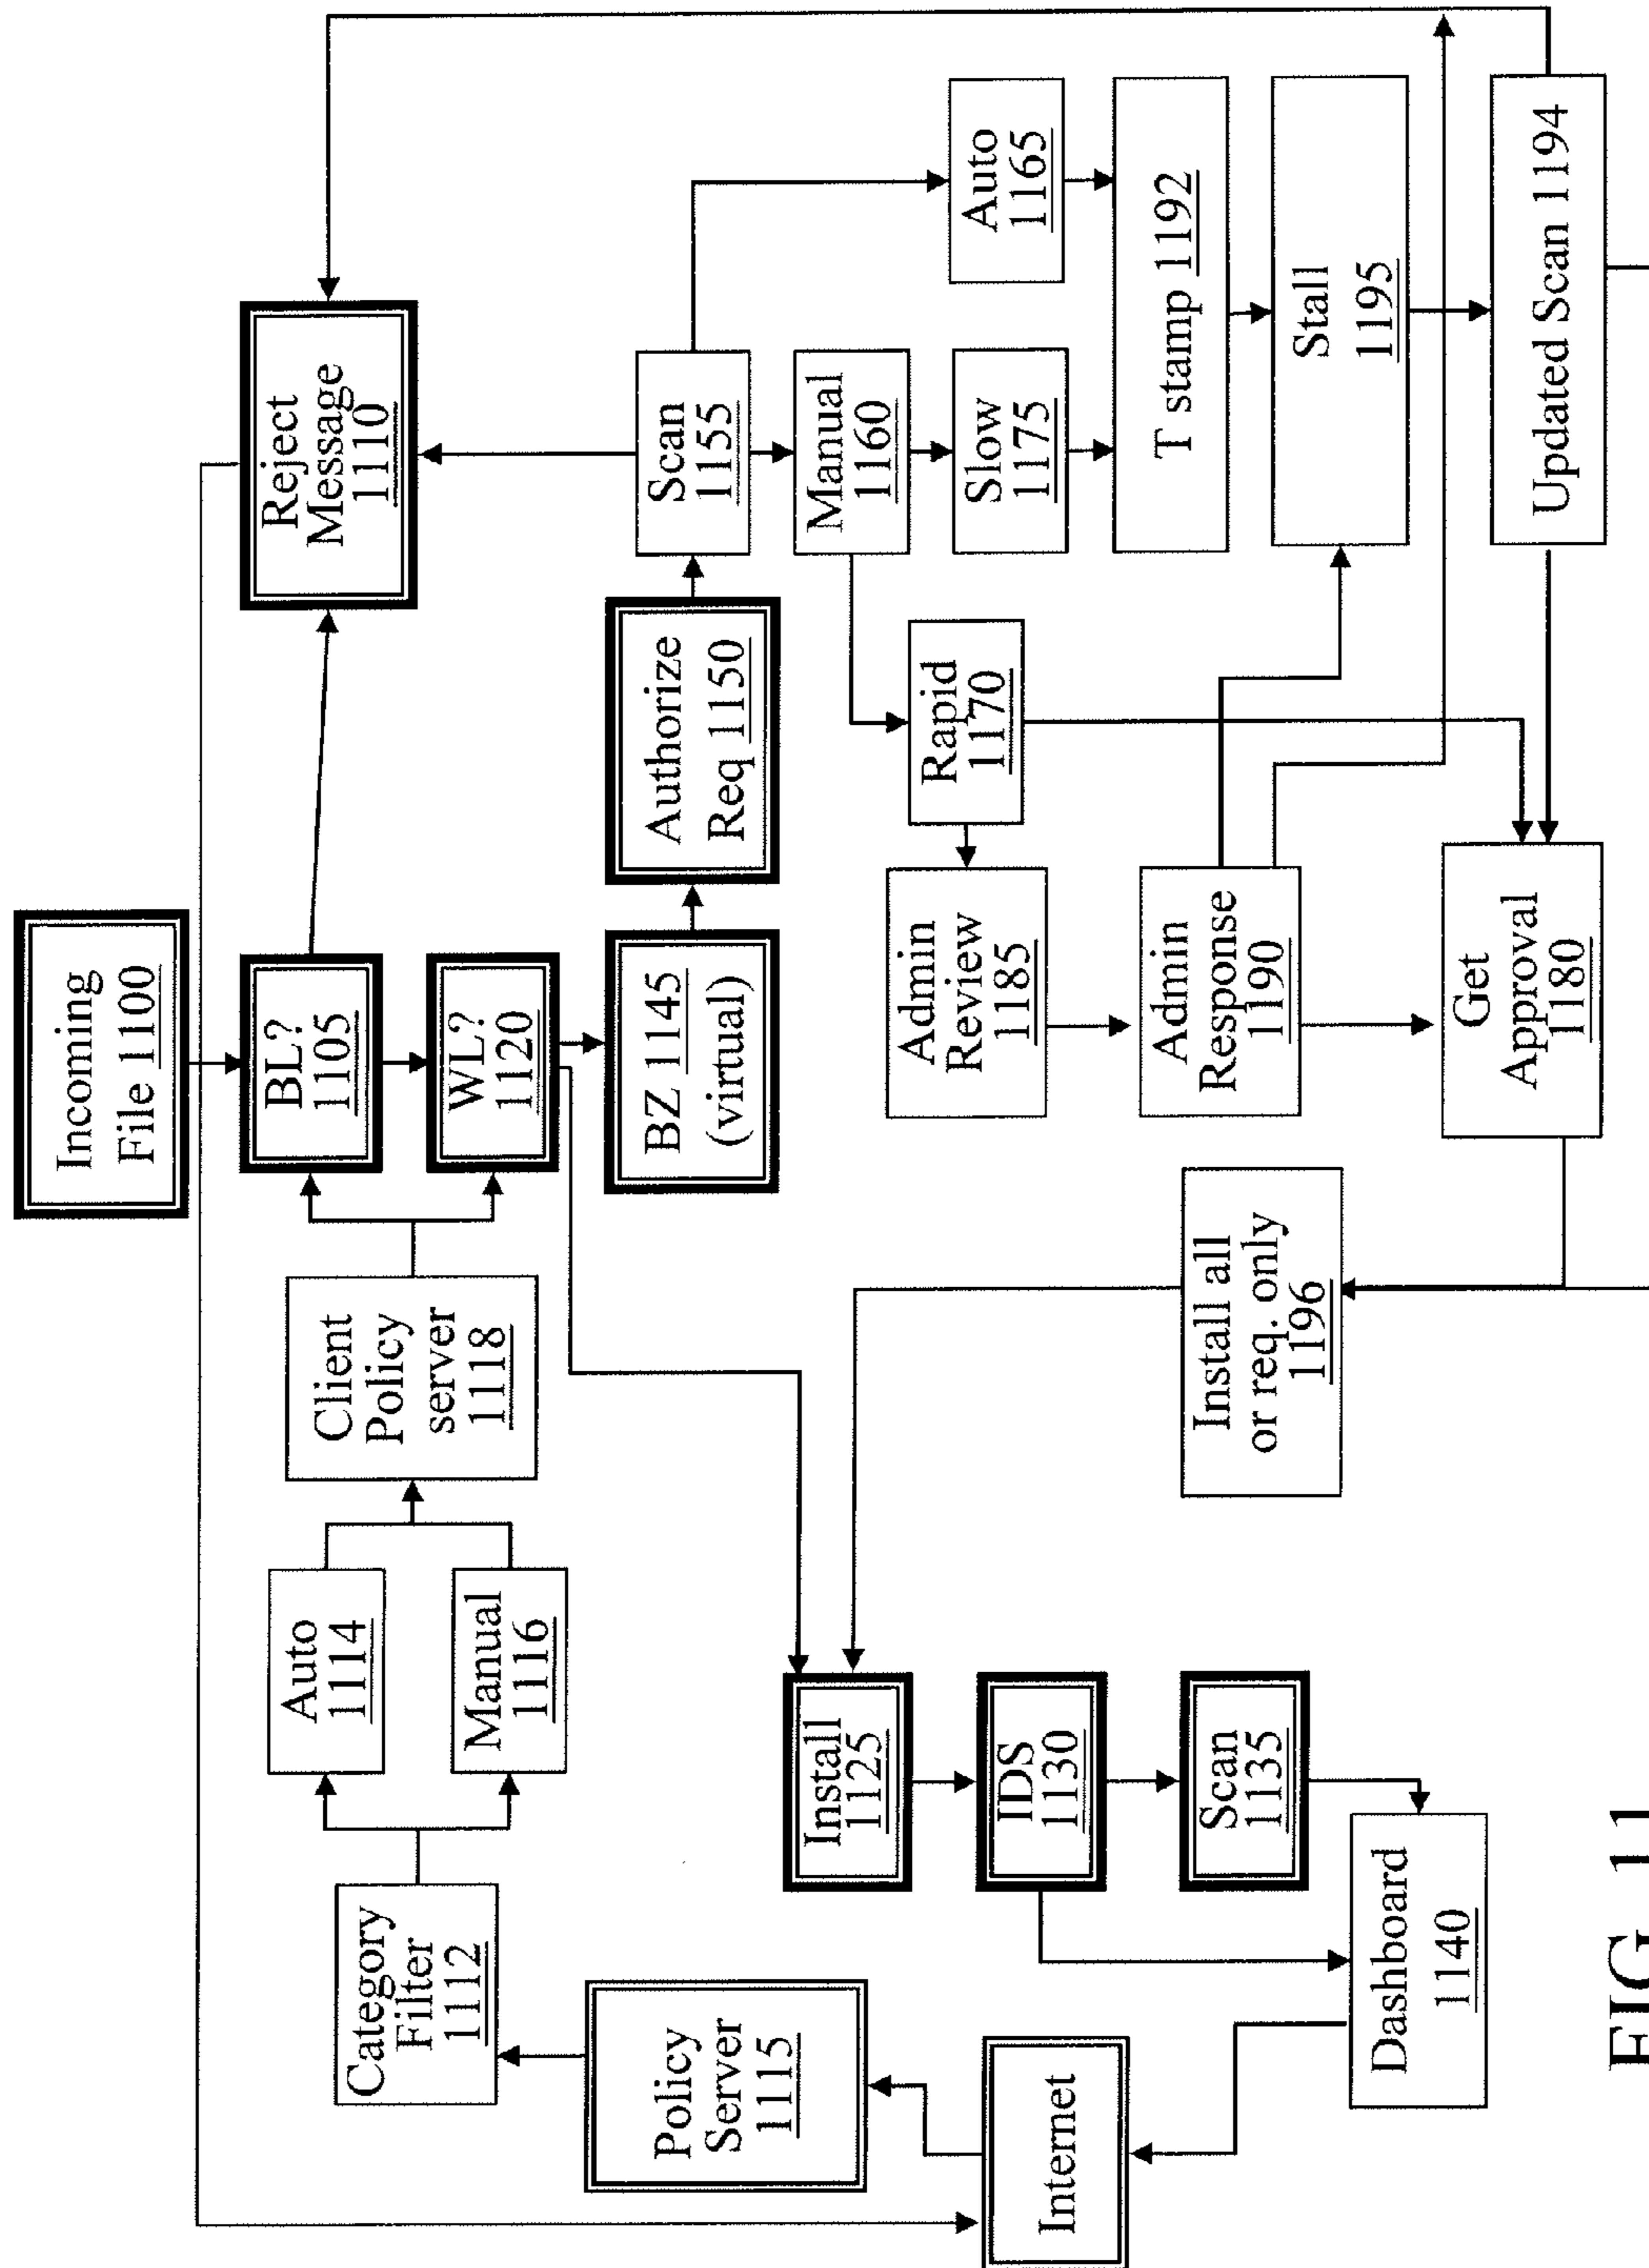 Incoming
File 1100
Reject
Message
1110
BL?
1105
WL?
1120
Client
Policy
server
1118
Auto
1114
Manual
1116
Category
Filter
1112
Policy
Server
1115
Internet
BZ 1145
(virtual)
Authorize
Req 1150
Scan
1155
Manual
1160
Auto
1165
Slow
1175
Rapid
1170
T stamp 1192
Stall
1195
Updated Scan 1194
Admin
Review
1185
Admin
Response
1190
Get
Approval
1180
Install all
or req. only
1196
Install
1125
IDS
1130
Scan
1135
Dashboard
1140
FIG 11